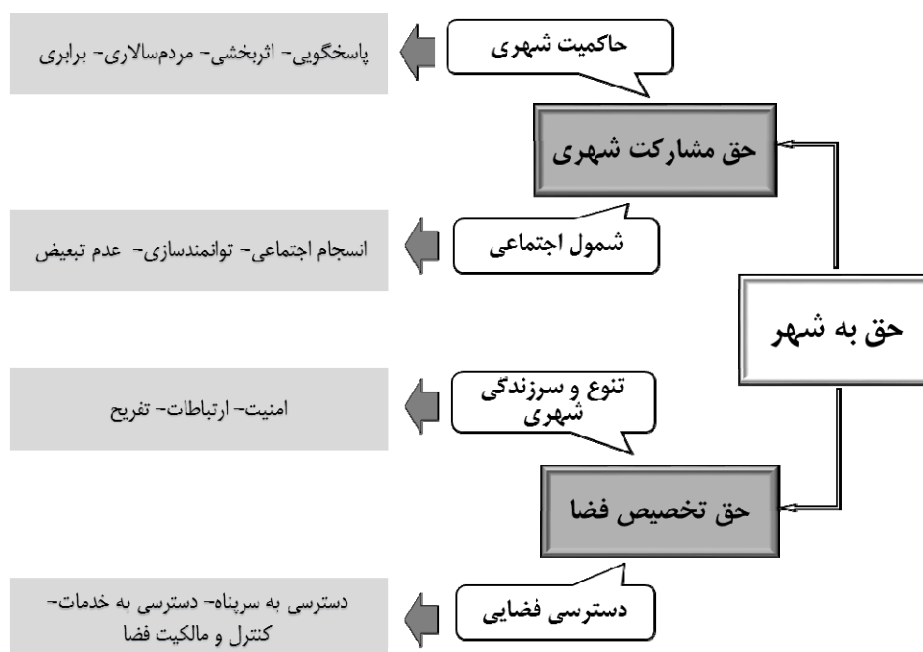 حق به شهر
حق مشارکت شهری
حاکمیت شهری
پاسخگویی- اثربخشی- مردم‌سالاری- برابری
شمول اجتماعی
انسجام اجتماعی- توانمندسازی- عدم تبعیض
حق تخصیص فضا
تنوع و سرزندگی
شهری
امنیت- ارتباطات- تفریح
دسترسی فضایی
دسترسی به سرپناه- دسترسی به خدمات-
کنترل و مالکیت فضا